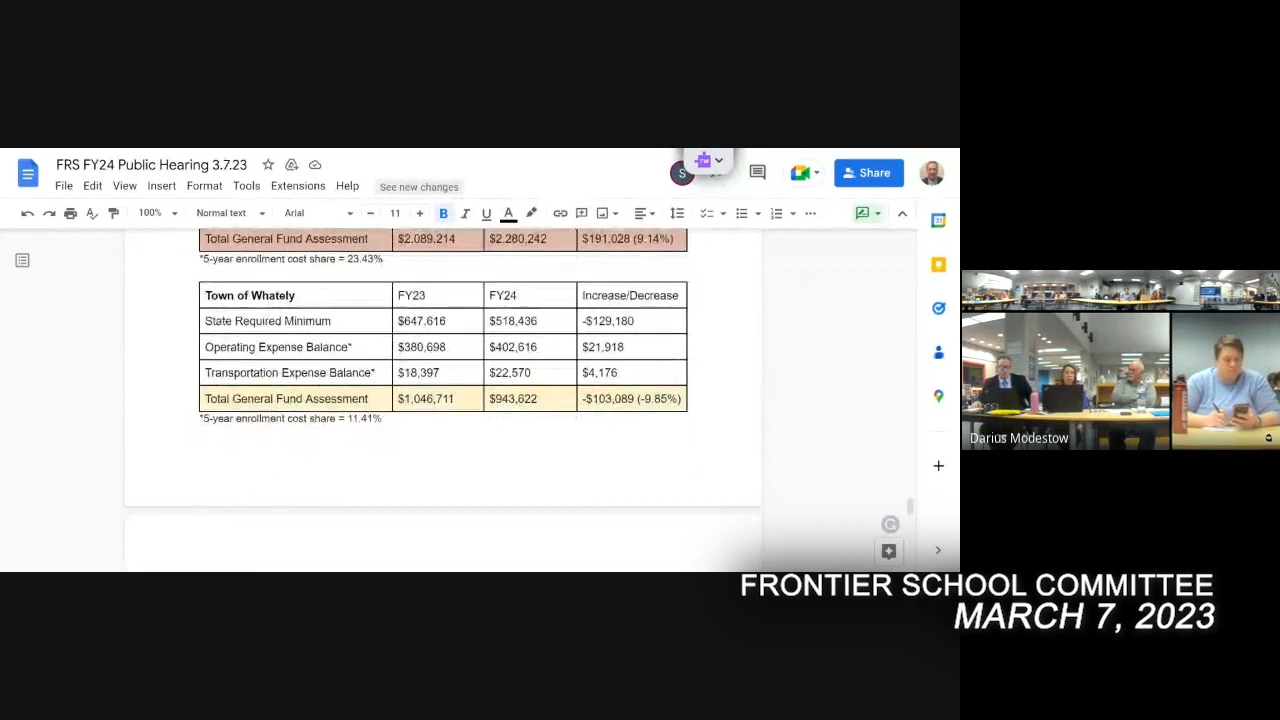 FRS FY24 Public Hearing 3.7.23
File Edit View Insert Format Tools Extensions Help See new changes
S rw Share
100% Normal text Arial 11 B I U A
Total General Fund Assessment $2,089,214 $2,280,242 $191,028 (9.14%)
*5-year enrollment cost share = 23.43%
Town of Whately FY23 FY24 Increase/Decrease
State Required Minimum $647,616 $518,436 -$129,180
Operating Expense Balance* $380,698 $402,616 $21,918
Transportation Expense Balance* $18,397 $22,570 $4,176
Total General Fund Assessment $1,046,711 $943,622 -$103,089 (-9.85%)
*5-year enrollment cost share = 11.41%
Darius Modestow
FRONTIER SCHOOL COMMITTEE
MARCH 7, 2023